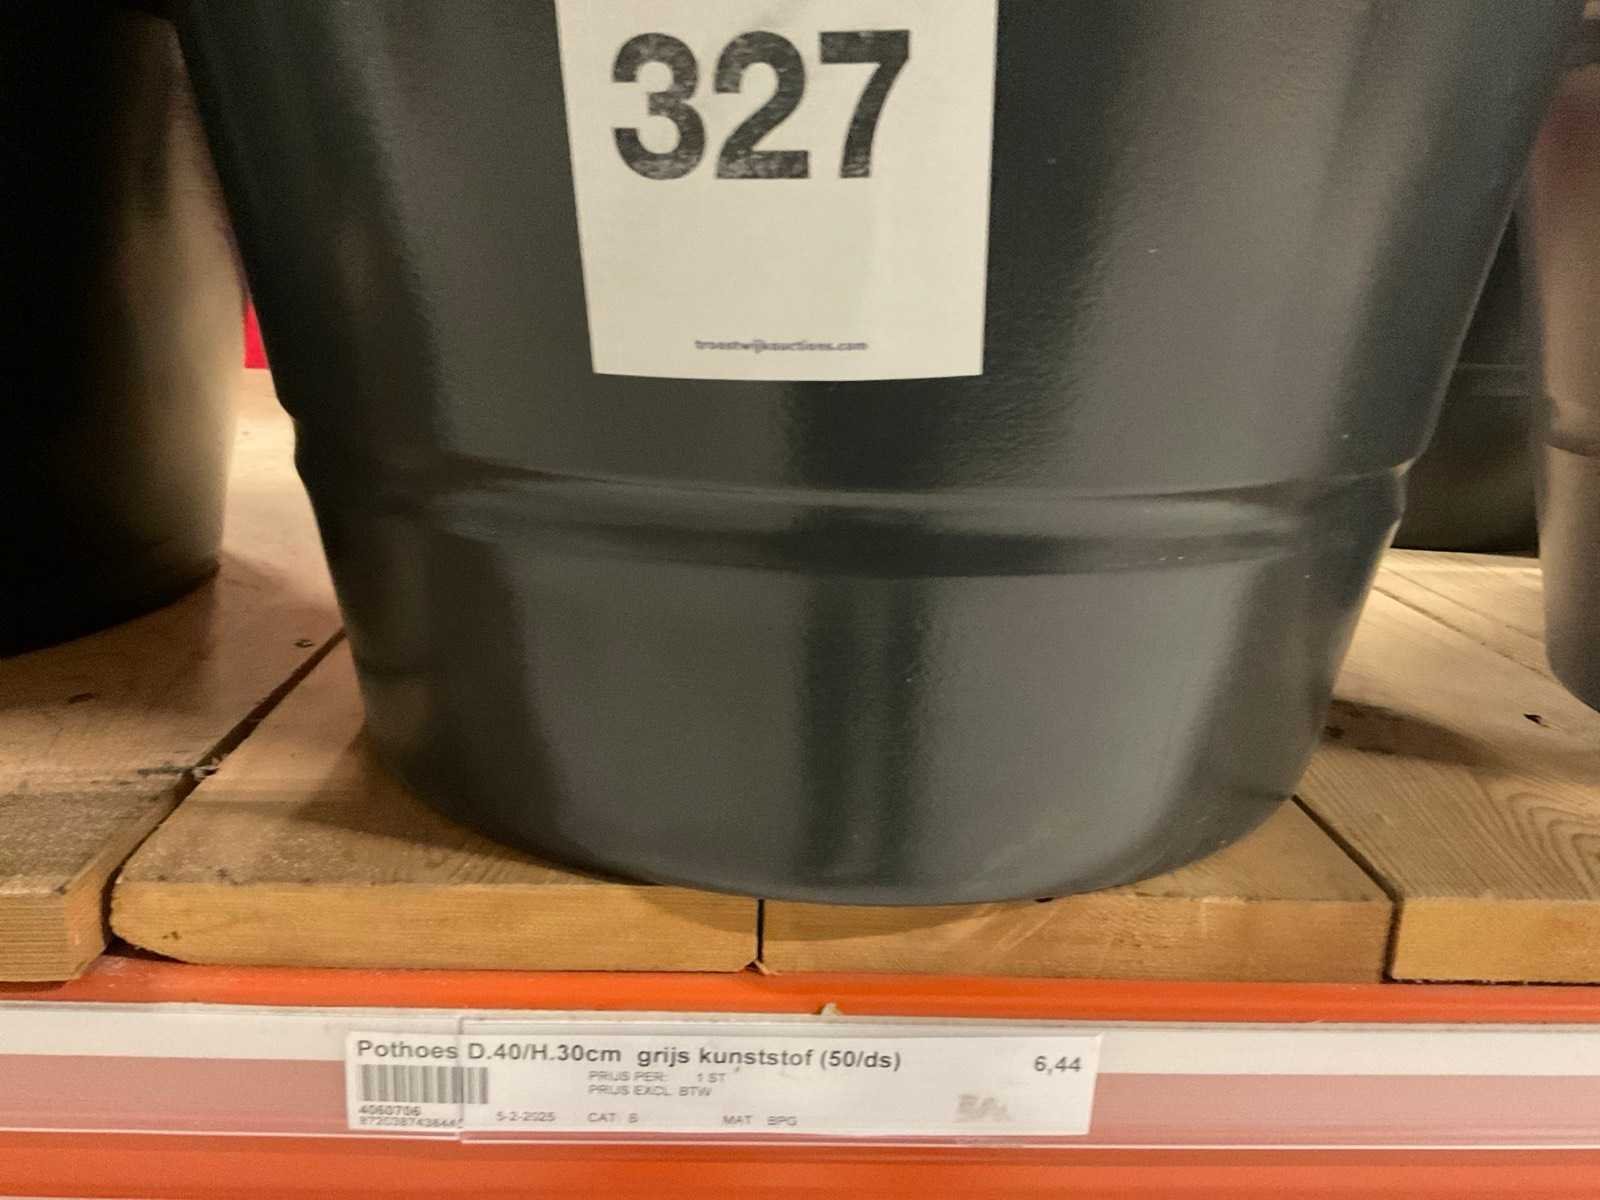 327
troostwijkauctions.com
Pothoes D.40/H.30cm grijs kunststof (50/ds)
6,44
PRIJS PER: 1 ST
PRIJS EXCL. BTW
4060706
5-2-2025 CAT: B MAT BPG